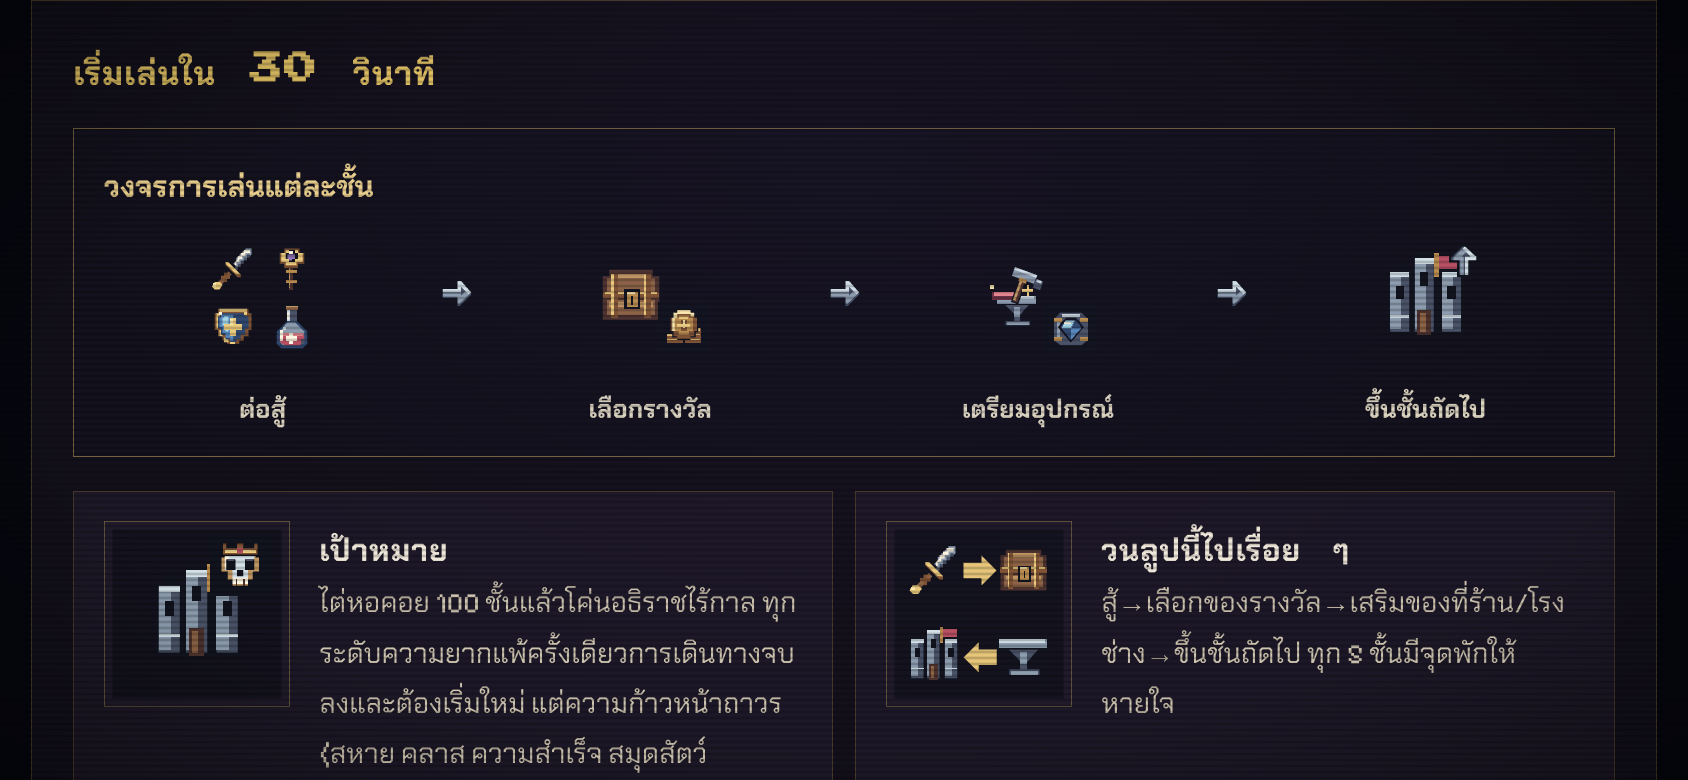 เริ่มเล่นใน 30 วินาที
วงจรการเล่นแต่ละชั้น
ต่อสู้
เลือกรางวัล
เตรียมอุปกรณ์
ขึ้นชั้นถัดไป
เป้าหมาย
ไต่หอคอย 100 ชั้นแล้วโค่นอธิราชไร้กาล ทุก
ระดับความยากแพ้ครั้งเดียวการเดินทางจบ
ลงและต้องเริ่มใหม่ แต่ความก้าวหน้าถาวร
(สหาย คลาส ความสำเร็จ สมุดสัตว์
วนลูปนี้ไปเรื่อย ๆ
สู้→เลือกของรางวัล→เสริมของที่ร้าน/โรง
ช่าง→ขึ้นชั้นถัดไป ทุก 8 ชั้นมีจุดพักให้
หายใจ